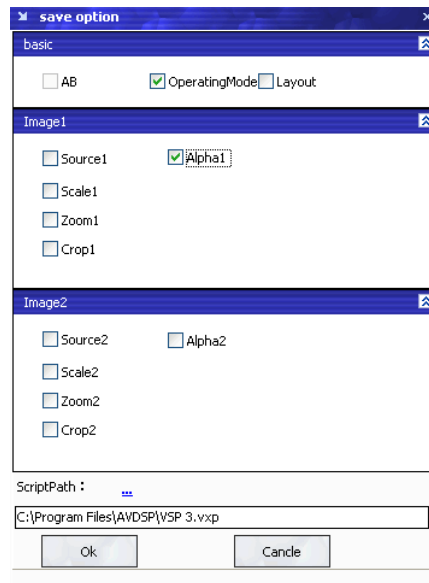 save option
basic
AB OperatingMode Layout
Image1
Source1 Alpha1
Scale1
Zoom1
Crop1
Image2
Source2 Alpha2
Scale2
Zoom2
Crop2
ScriptPath： ...
C:\Program Files\AVDSP\VSP 3.vxp
Ok Cancle